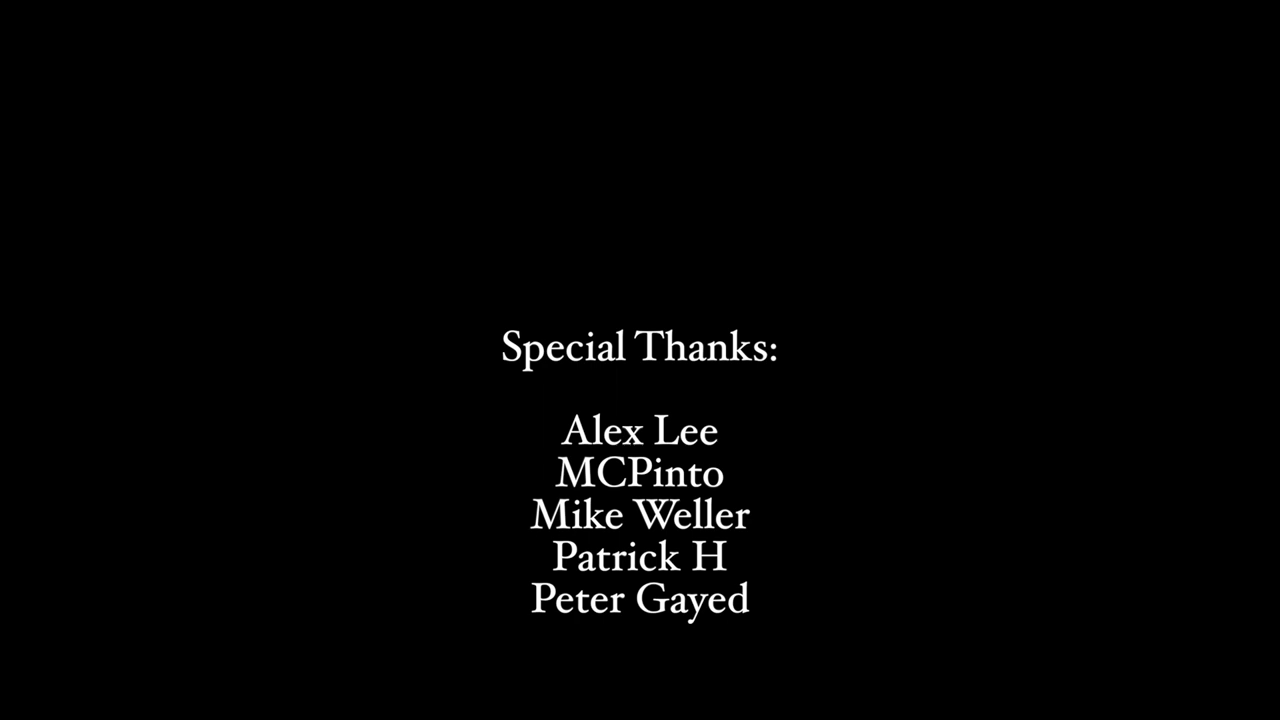 Special Thanks:
Alex Lee
MCPinto
Mike Weller
Patrick H
Peter Gayed